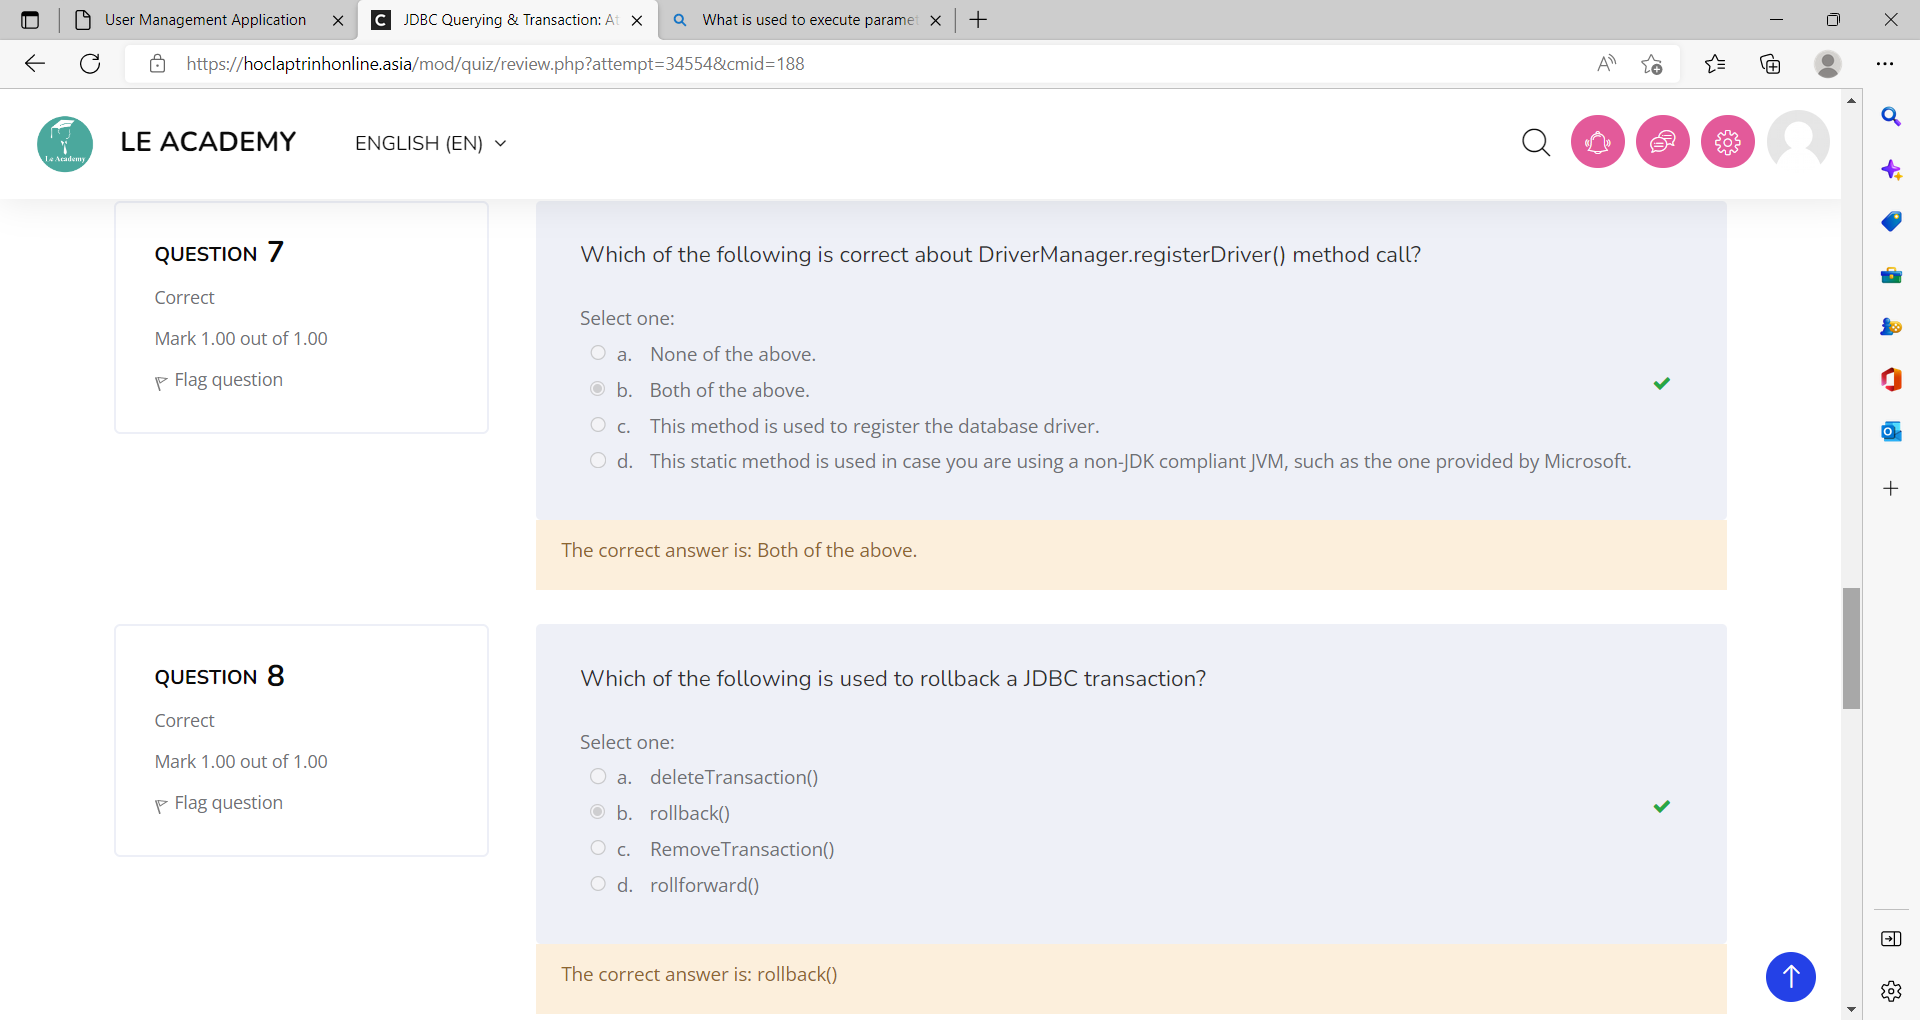 User Management Application
JDBC Querying & Transaction: At
What is used to execute parame
https://hoclaptrinhonline.asia/mod/quiz/review.php?attempt=34554&cmid=188
Le Academy
LE ACADEMY
ENGLISH (EN)
QUESTION 7
Correct
Mark 1.00 out of 1.00
Flag question
Which of the following is correct about DriverManager.registerDriver() method call?
Select one:
a. None of the above.
b. Both of the above.
c. This method is used to register the database driver.
d. This static method is used in case you are using a non-JDK compliant JVM, such as the one provided by Microsoft.
The correct answer is: Both of the above.
QUESTION 8
Correct
Mark 1.00 out of 1.00
Flag question
Which of the following is used to rollback a JDBC transaction?
Select one:
a. deleteTransaction()
b. rollback()
c. RemoveTransaction()
d. rollforward()
The correct answer is: rollback()